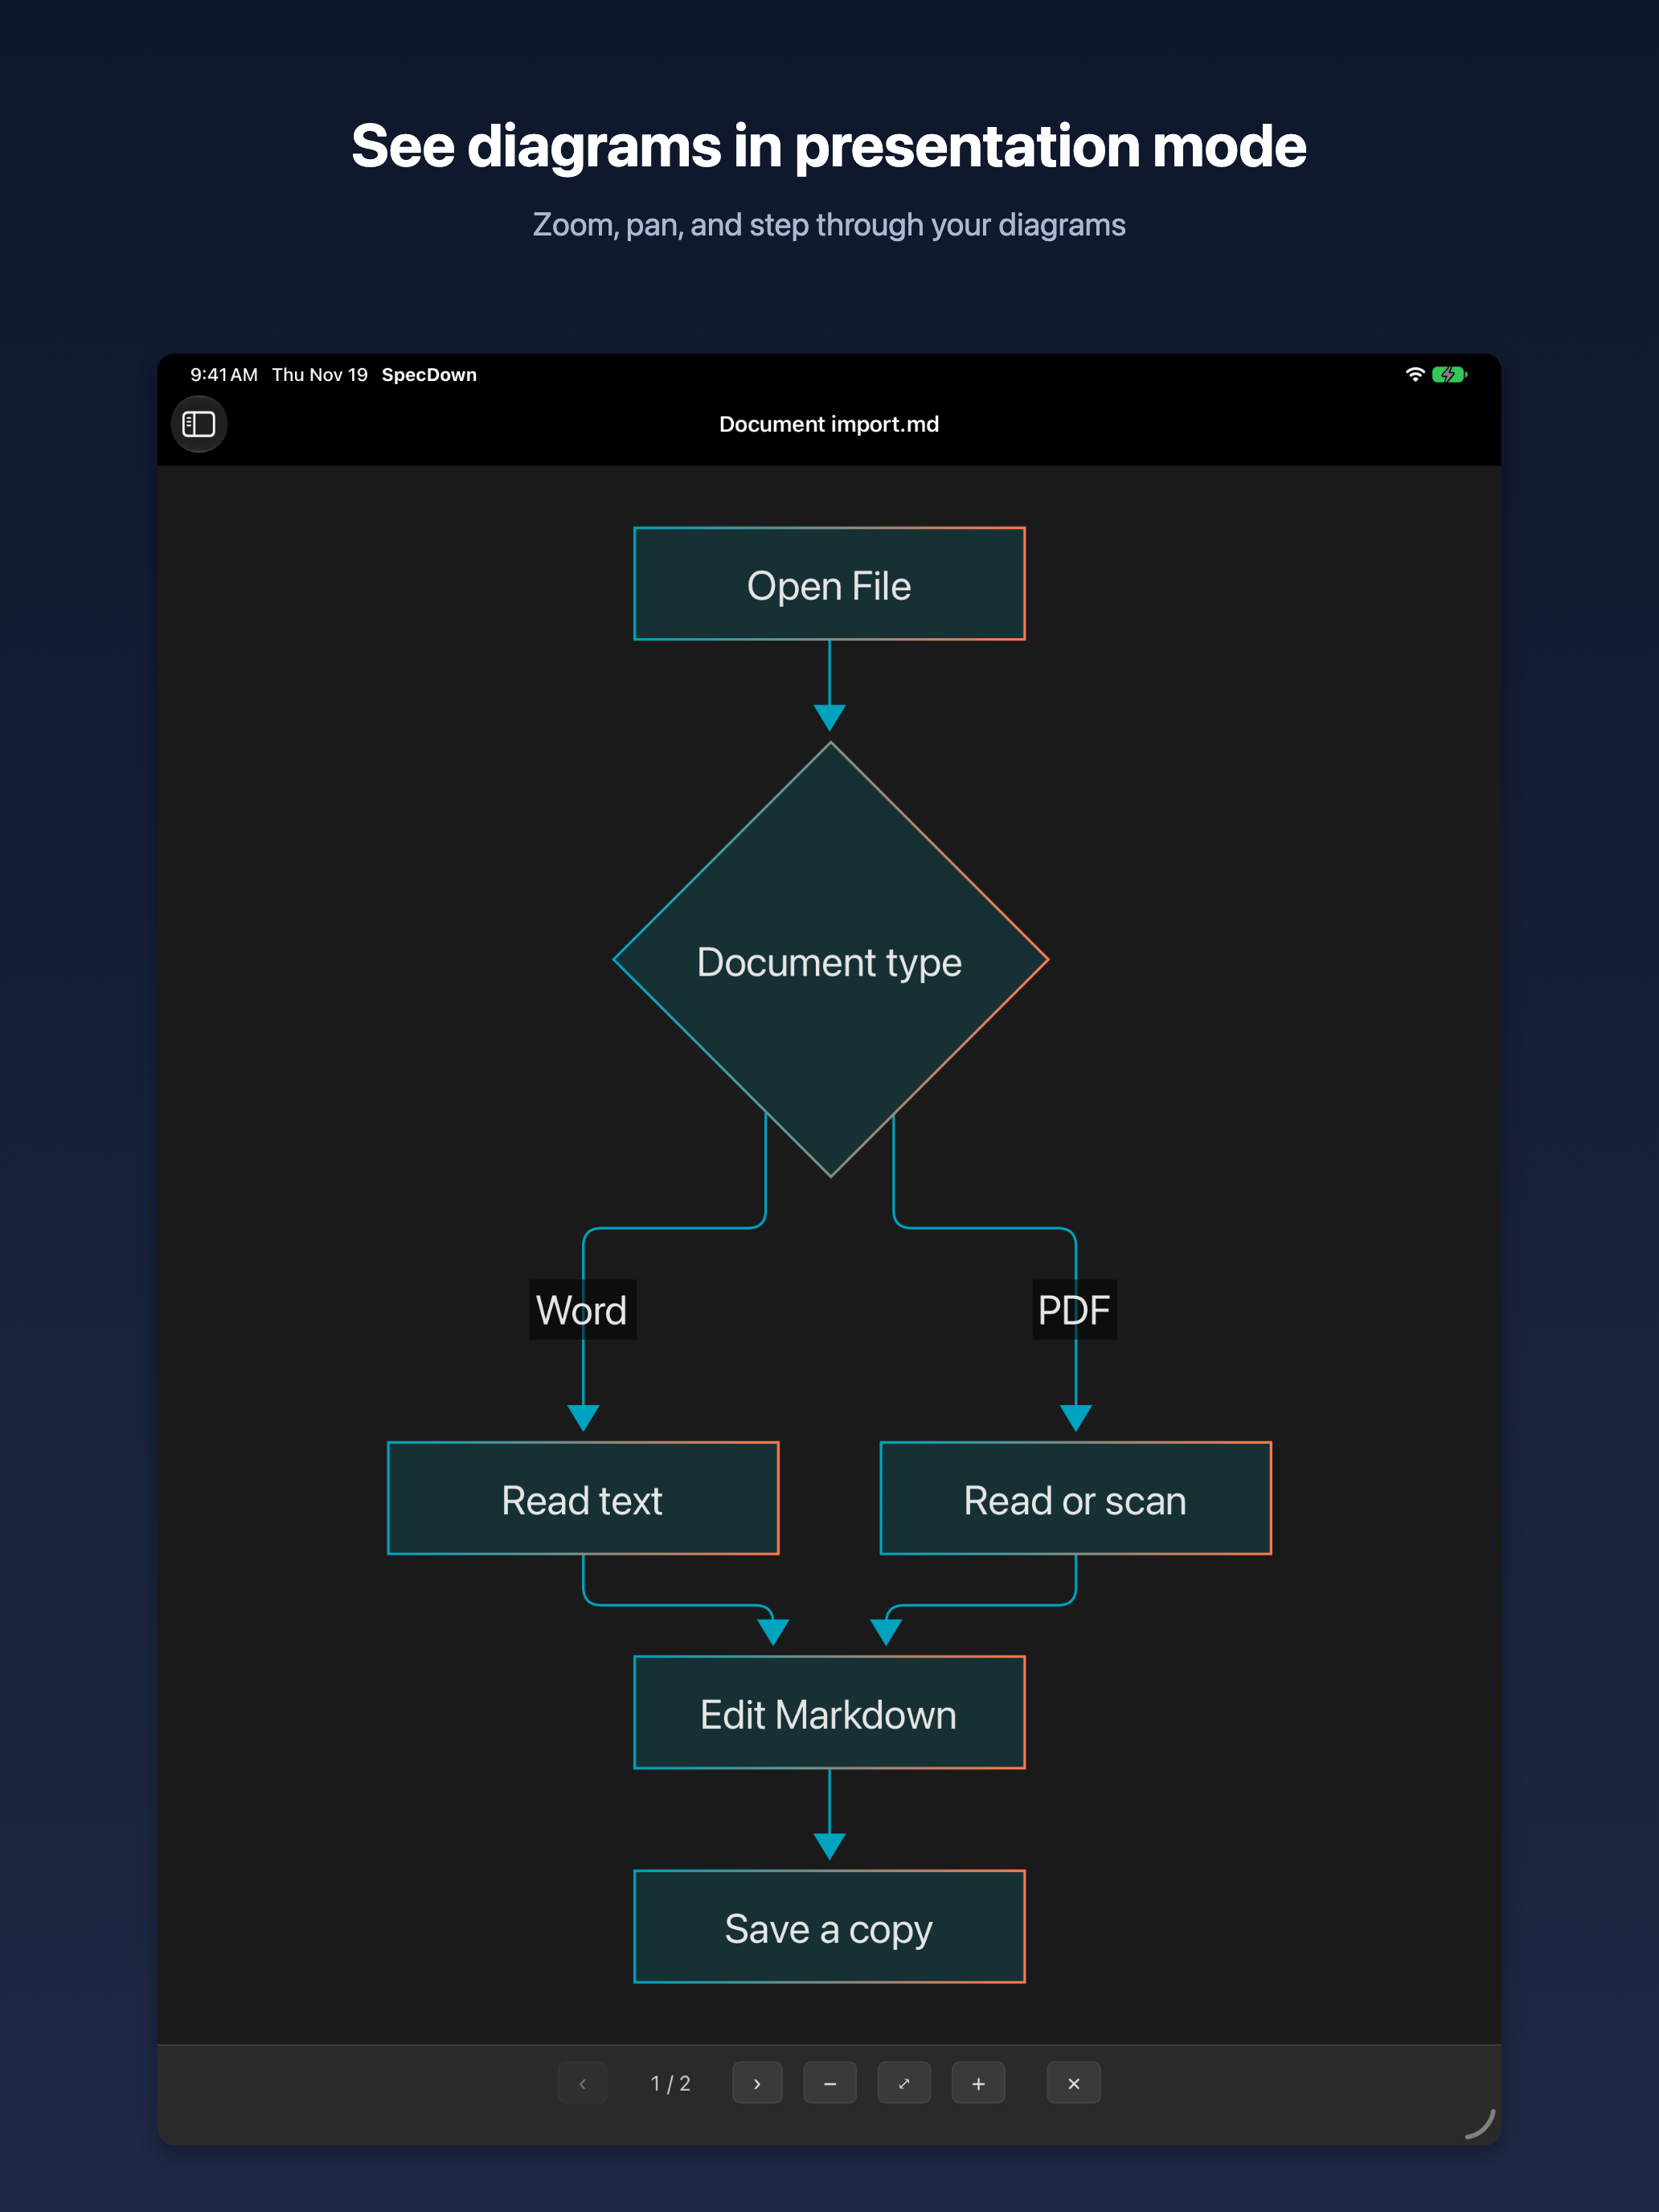 See diagrams in presentation mode
Zoom, pan, and step through your diagrams
9:41 AM Thu Nov 19 SpecDown
Document import.md
Open File
Document type
Word PDF
Read text Read or scan
Edit Markdown
Save a copy
1 / 2